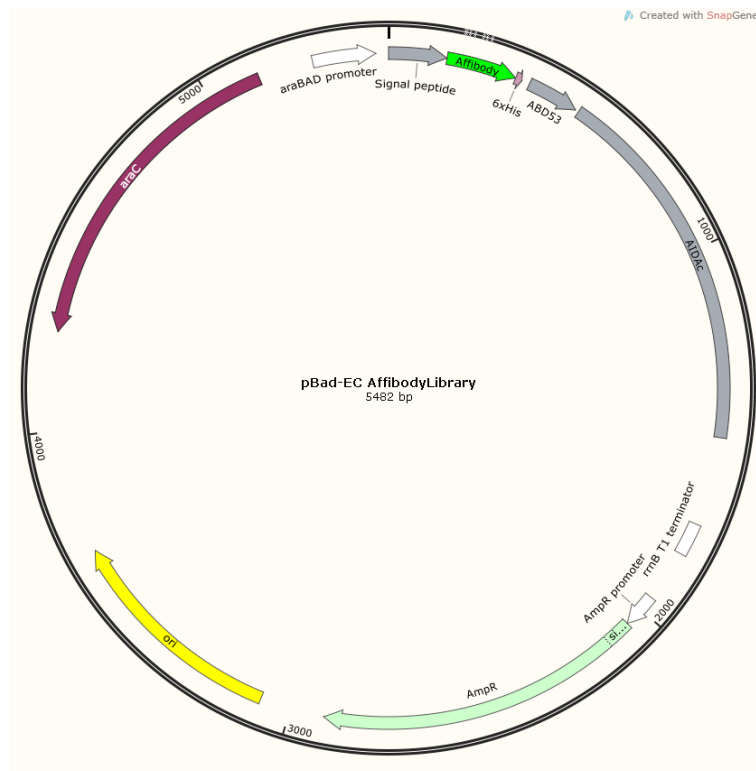 Created with SnapGene
araBAD promoter
Signal peptide
Affibody
6xHis
ABD53
AIDAc
1000
rrnB T1 terminator
AmpR promoter
2000
si...
AmpR
3000
ori
4000
araC
5000
pBad-EC AffibodyLibrary
5482 bp